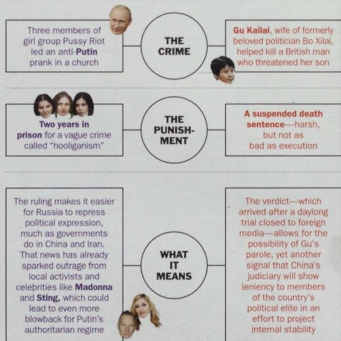 Three members of
girl group Pussy Riot
led an anti-Putin
prank in a church
THE
CRIME
Gu Kailai, wife of formerly
beloved politician Bo Xilai,
helped kill a British man
who threatened her son
Two years in
prison for a vague crime
called "hooliganism"
THE
PUNISH-
MENT
A suspended death
sentence—harsh,
but not as
bad as execution
The ruling makes it easier
for Russia to repress
political expression,
much as governments
do in China and Iran.
That news has already
sparked outrage from
local activists and
celebrities like Madonna
and Sting, which could
lead to even more
blowback for Putin's
authoritarian regime
WHAT
IT
MEANS
The verdict—which
arrived after a daylong
trial closed to foreign
media—allows for the
possibility of Gu's
parole, yet another
signal that China's
judiciary will show
leniency to members
of the country's
political elite in an
effort to project
internal stability